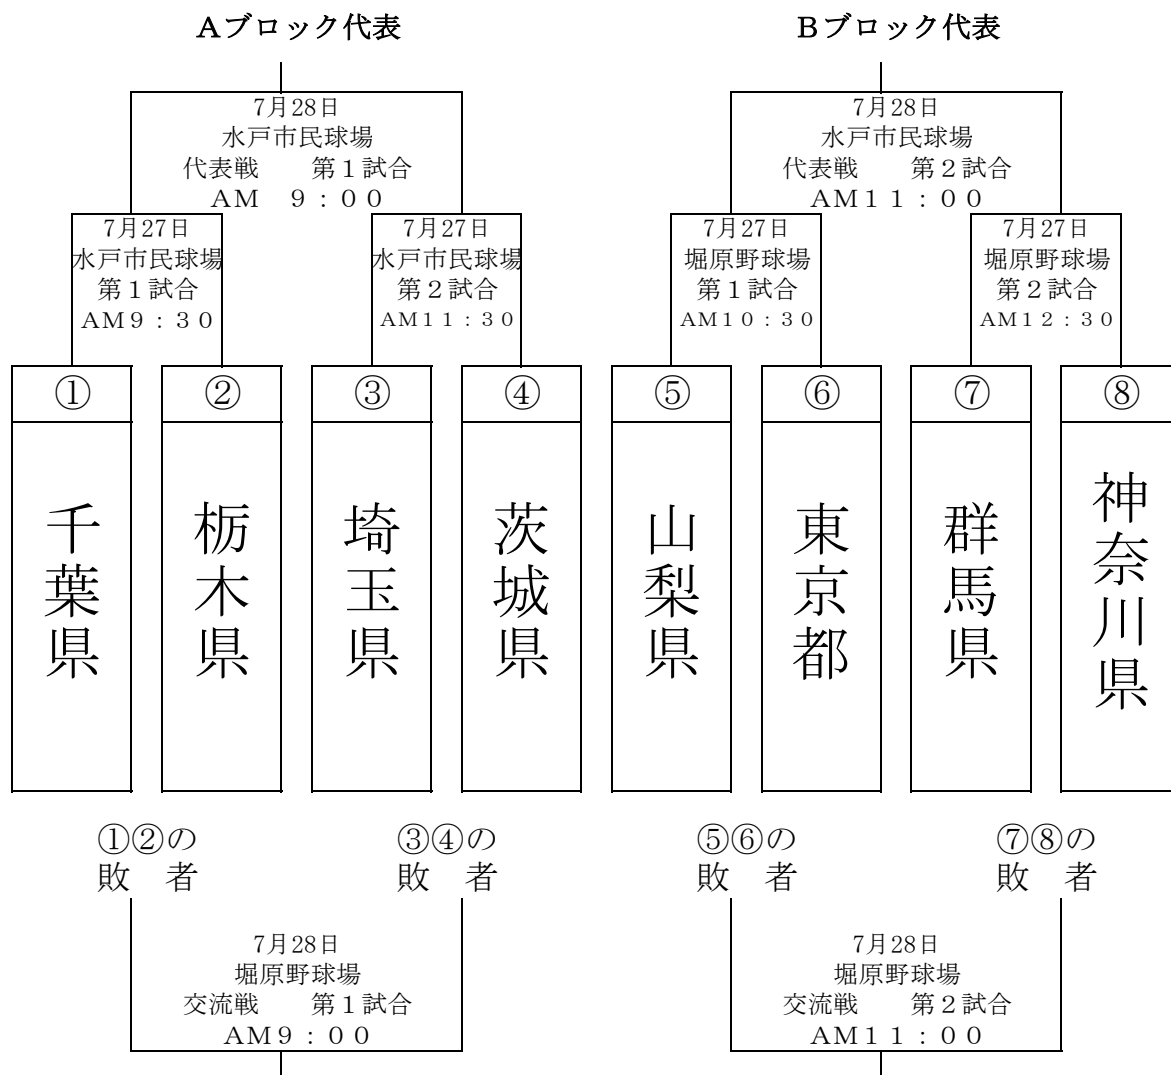 Aブロック代表
Bブロック代表
7月28日
水戸市民球場
代表戦　第1試合
AM　9：00
7月28日
水戸市民球場
代表戦　第2試合
AM11：00
7月27日
水戸市民球場
第1試合
AM9：30
7月27日
水戸市民球場
第2試合
AM11：30
7月27日
堀原野球場
第1試合
AM10：30
7月27日
堀原野球場
第2試合
AM12：30
①
②
③
④
⑤
⑥
⑦
⑧
千葉県
栃木県
埼玉県
茨城県
山梨県
東京都
群馬県
神奈川県
①②の
敗　者
③④の
敗　者
⑤⑥の
敗　者
⑦⑧の
敗　者
7月28日
堀原野球場
交流戦　第1試合
AM9：00
7月28日
堀原野球場
交流戦　第2試合
AM11：00